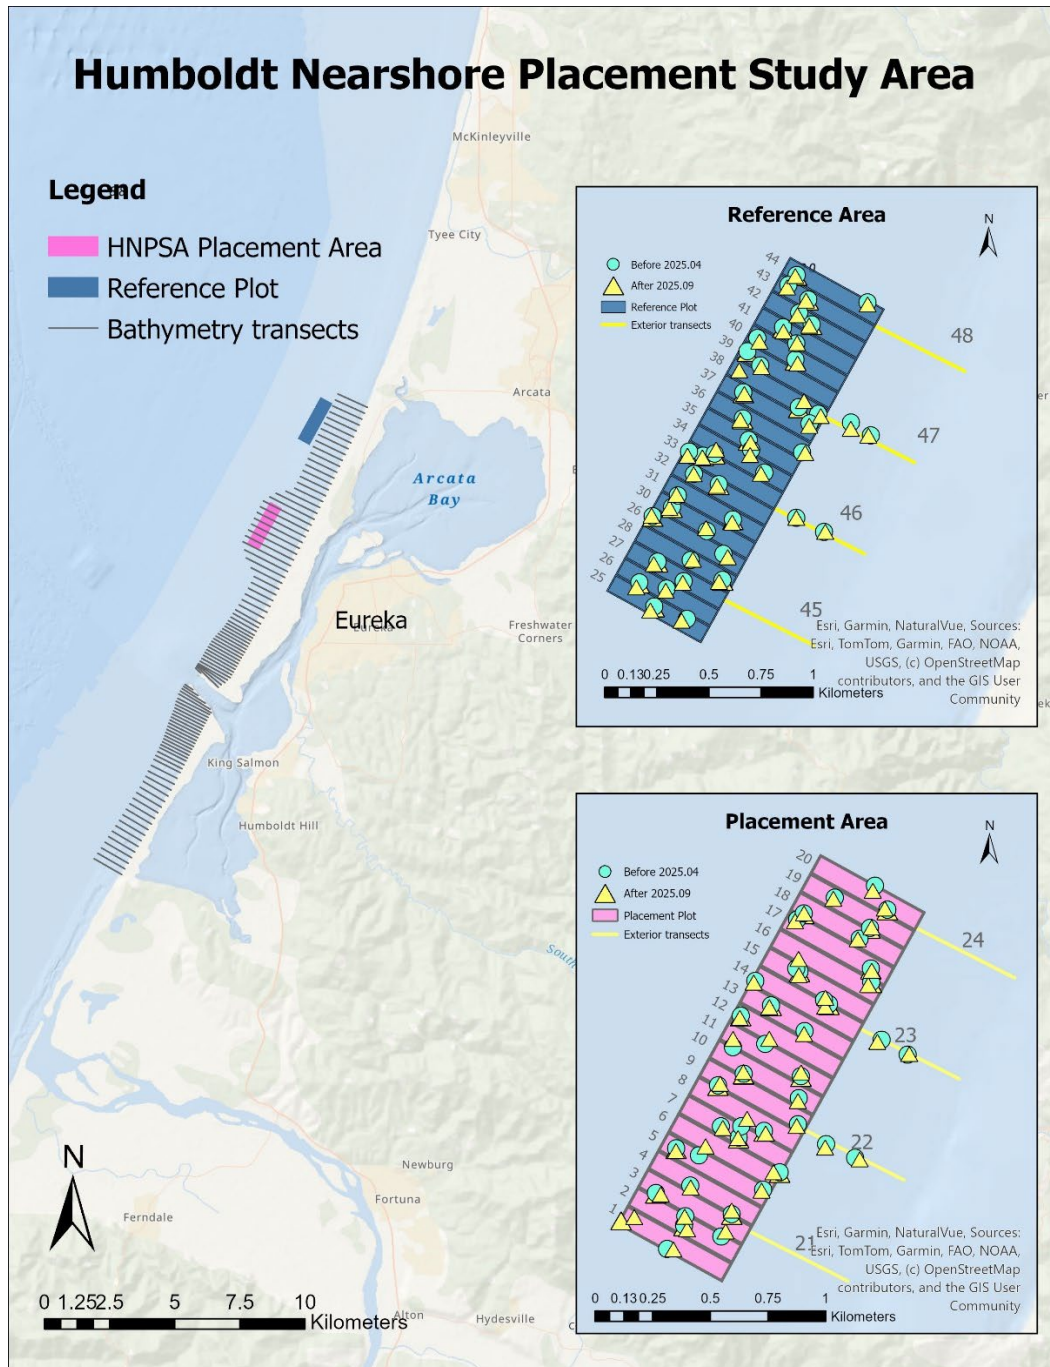 Humboldt Nearshore Placement Study Area
McKinleyville
Legend
HNPSA Placement Area
Reference Plot
Bathymetry transects
Tyee City
Arcata
Arcata
Bay
Eureka
Freshwater
Corners
King Salmon
Humboldt Hill
South
Newburg
Fortuna
Ferndale
Alton
Hydesville
N
0 1.25 2.5 5 7.5 10
Kilometers
Reference Area
N
Before 2025.04
After 2025.09
Reference Plot
Exterior transects
44
43
42
41
40
39
38
37
36
35
34
33
32
31
30
26
28
27
26
25
48
47
46
45
Esri, Garmin, NaturalVue, Sources:
Esri, TomTom, Garmin, FAO, NOAA,
USGS, (c) OpenStreetMap
contributors, and the GIS User
Community
0 0.13 0.25 0.5 0.75 1
Kilometers
Placement Area
N
Before 2025.04
After 2025.09
Placement Plot
Exterior transects
20
19
18
17
16
15
14
13
12
11
10
9
8
7
6
5
4
3
2
1
24
23
22
21
Esri, Garmin, NaturalVue, Sources:
Esri, TomTom, Garmin, FAO, NOAA,
USGS, (c) OpenStreetMap
contributors, and the GIS User
Community
0 0.13 0.25 0.5 0.75 1
Kilometers